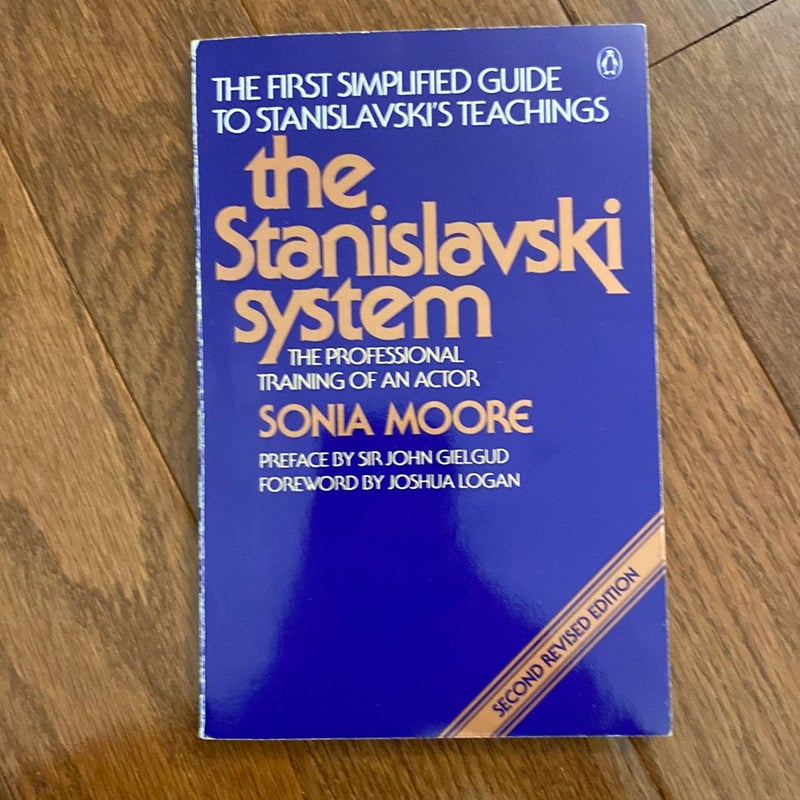 THE FIRST SIMPLIFIED GUIDE
TO STANISLAVSKI'S TEACHINGS
the
Stanislavski
system
THE PROFESSIONAL
TRAINING OF AN ACTOR
SONIA MOORE
PREFACE BY SIR JOHN GIELGUD
FOREWORD BY JOSHUA LOGAN
SECOND REVISED EDITION